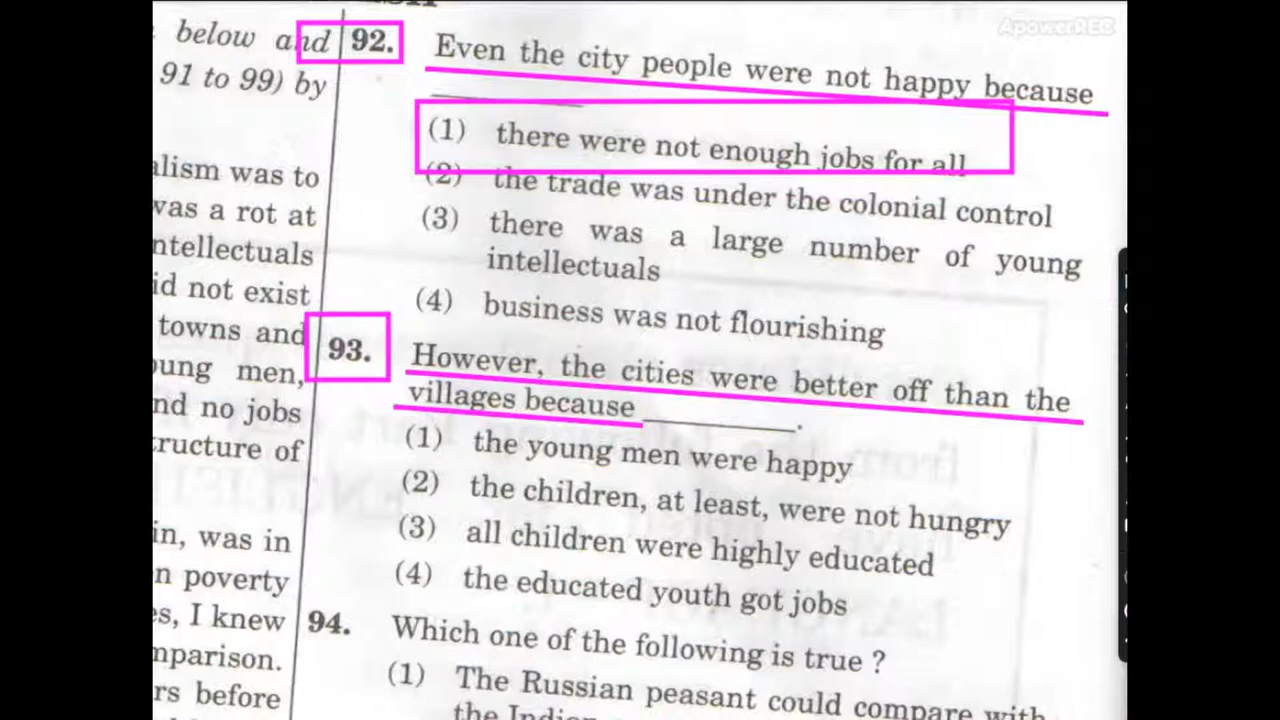 ApowerREC
below and
91 to 99) by
alism was to
was a rot at
ntellectuals
id not exist
towns and
oung men,
nd no jobs
tructure of
in, was in
n poverty
es, I knew
mparison.
rs before
92. Even the city people were not happy because
(1) there were not enough jobs for all
(2) the trade was under the colonial control
(3) there was a large number of young
intellectuals
(4) business was not flourishing
93. However, the cities were better off than the
villages because ________.
(1) the young men were happy
(2) the children, at least, were not hungry
(3) all children were highly educated
(4) the educated youth got jobs
94. Which one of the following is true ?
(1) The Russian peasant could compare with
the Indian